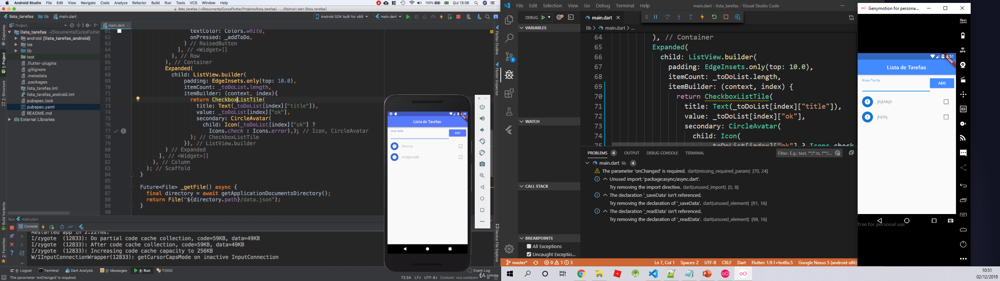 Android Studio File Edit View Navigate Code Analyze Refactor Build Run Tools VCS Window Help 100% Qui 13:38
lista_tarefas [~/Documents/CursoFlutter/Projetos/lista_tarefas] - .../lib/main.dart [lista_tarefas]
lista_tarefas lib main.dart Android SDK built for x86 main.dart
Project main.dart
lista_tarefas ~/Documents/CursoFlutter
android [lista_tarefas_android]
ios
lib
test
.flutter-plugins
.gitignore
.metadata
.packages
lista_tarefas.iml
lista_tarefas_android.iml
pubspec.lock
pubspec.yaml
README.md
External Libraries
Captures
1: Project
Z: Structure
Build Variants
2: Favorites
Flutter Outline
Flutter Inspector
Device File Explorer
61 textColor: Colors.white,
62 onPressed: _addToDo,
63 ) // RaisedButton
64 ], // <Widget>[]
65 ), // Row
66 ), // Container
67 Expanded(
68 child: ListView.builder(
69 padding: EdgeInsets.only(top: 10.0),
70 itemCount: _toDoList.length,
71 itemBuilder: (context, index){
72 return CheckboxListTile(
73 title: Text(_toDoList[index]["title"]),
74 value: _toDoList[index]["ok"],
75 secondary: CircleAvatar(
76 child: Icon(_toDoList[index]["ok"] ?
77 Icons.check : Icons.error),), // Icon, CircleAvatar
78 ); // CheckboxListTile
79 }), // ListView.builder
80 ) // Expanded
81 ], // <Widget>[]
82 ), // Column
83 ); // Scaffold
84 }
85
86 Future<File> _getFile() async {
87 final directory = await getApplicationDocumentsDirectory();
88 return File("${directory.path}/data.json");
89 }
90
Lista de Tarefas
Nova Tarefa
ADD
Run main.dart
Console
Restarted app in 2.227ms.
I/zygote (12833): Do partial code cache collection, code=59KB, data=49KB
I/zygote (12833): After code cache collection, code=59KB, data=49KB
I/zygote (12833): Increasing code cache capacity to 256KB
W/IInputConnectionWrapper(12833): getCursorCapsMode on inactive InputConnection
6: Logcat Terminal Dart Analysis 0: Messages 4: Run TODO Event Log
The parameter 'onChanged' is required. 72:34 LF÷ UTF-8÷ Context: <no context>
Udemy
File Edit Selection View Go Debug Terminal Help main.dart - lista_tarefas - Visual Studio Code
DEBUG
main.dart
VARIABLES
lib > main.dart > ...
WATCH
CALL STACK
BREAKPOINTS
All Exceptions
Uncaught Exceptio...
1
64 ), // Container
65 Expanded(
66 child: ListView.builder(
67 padding: EdgeInsets.only(top: 10.0),
68 itemCount: _toDoList.length,
69 itemBuilder: (context, index) {
70 return CheckboxListTile(
71 title: Text(_toDoList[index]["title"]),
72 value: _toDoList[index]["ok"],
73 secondary: CircleAvatar(
74 child: Icon(
75 _toDoList[index]["ok"] ? Icons.check
PROBLEMS 4 OUTPUT DEBUG CONSOLE TERMINAL Filter. E.g.: text, **/*.ts, !**/...
main.dart lib 4
The parameter 'onChanged' is required. dart(missing_required_param) [70, 24]
Unused import: 'package:async/async.dart'.
Try removing the import directive. dart(unused_import) [5, 8]
The declaration '_saveData' isn't referenced.
Try removing the declaration of '_saveData'. dart(unused_element) [91, 16]
The declaration '_readData' isn't referenced.
Try removing the declaration of '_readData'. dart(unused_element) [98, 16]
master* 0 1 3 Ln 7, Col 1 Spaces: 2 UTF-8 CRLF Dart Flutter: 1.9.1+hotfix.5 Google Nexus 5 (android-x86)
Genymotion for persona...
OPEN GAPPS
GPS
ID
8:51
DEBUG
Lista de Tarefas
Nova Tarefa
ADD
jhjkhkjh
jhklhj
free for personal use
10:51
02/12/2019